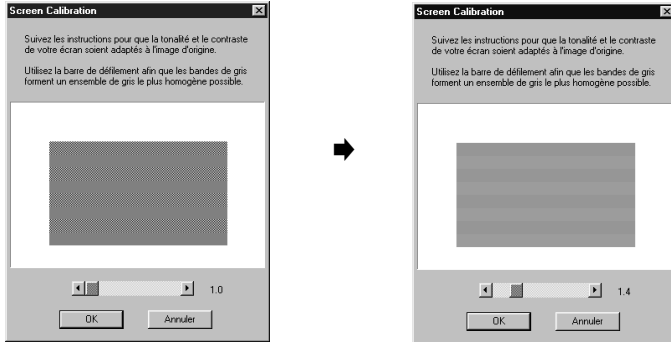 Screen Calibration
Suivez les instructions pour que la tonalité et le contraste
de votre écran soient adaptés à l'image d'origine.
Utilisez la barre de défilement afin que les bandes de gris
forment un ensemble de gris le plus homogène possible.
1.0
OK
Annuler
Screen Calibration
Suivez les instructions pour que la tonalité et le contraste
de votre écran soient adaptés à l'image d'origine.
Utilisez la barre de défilement afin que les bandes de gris
forment un ensemble de gris le plus homogène possible.
1.4
OK
Annuler